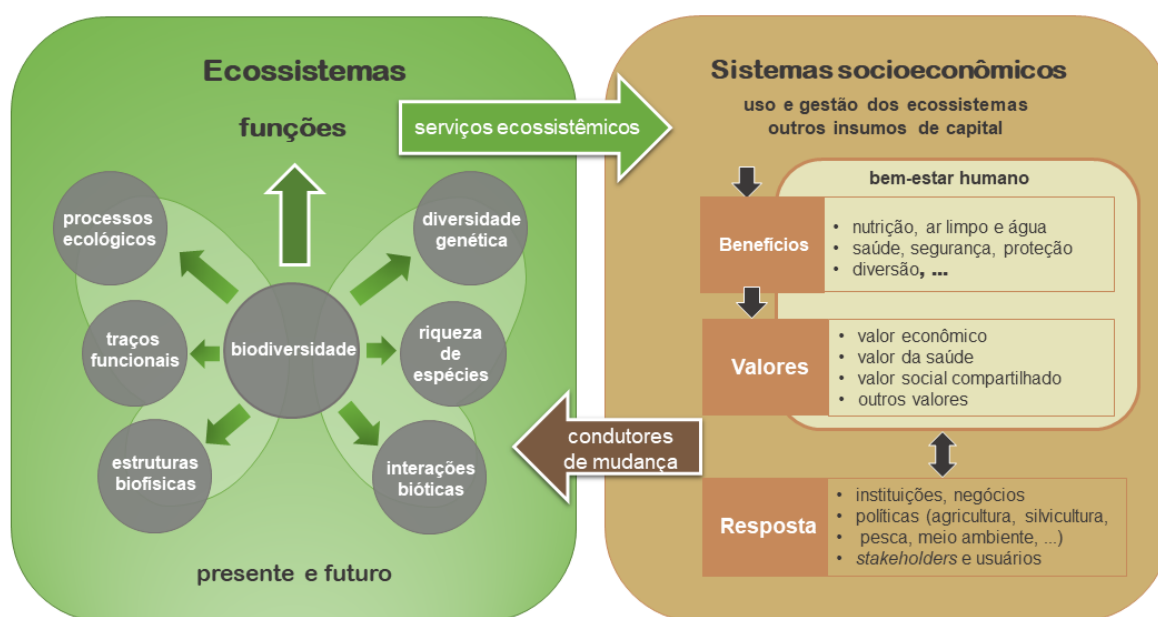 Ecossistemas
funções
serviços ecossistêmicos
processos
ecológicos
diversidade
genética
traços
funcionais
biodiversidade
riqueza
de
espécies
estruturas
biofísicas
interações
bióticas
presente e futuro
condutores
de mudança
Sistemas socioeconômicos
uso e gestão dos ecossistemas
outros insumos de capital
bem-estar humano
Benefícios
• nutrição, ar limpo e água
• saúde, segurança, proteção
• diversão, ...
Valores
• valor econômico
• valor da saúde
• valor social compartilhado
• outros valores
Resposta
• instituições, negócios
• políticas (agricultura, silvicultura,
• pesca, meio ambiente, ...)
• stakeholders e usuários